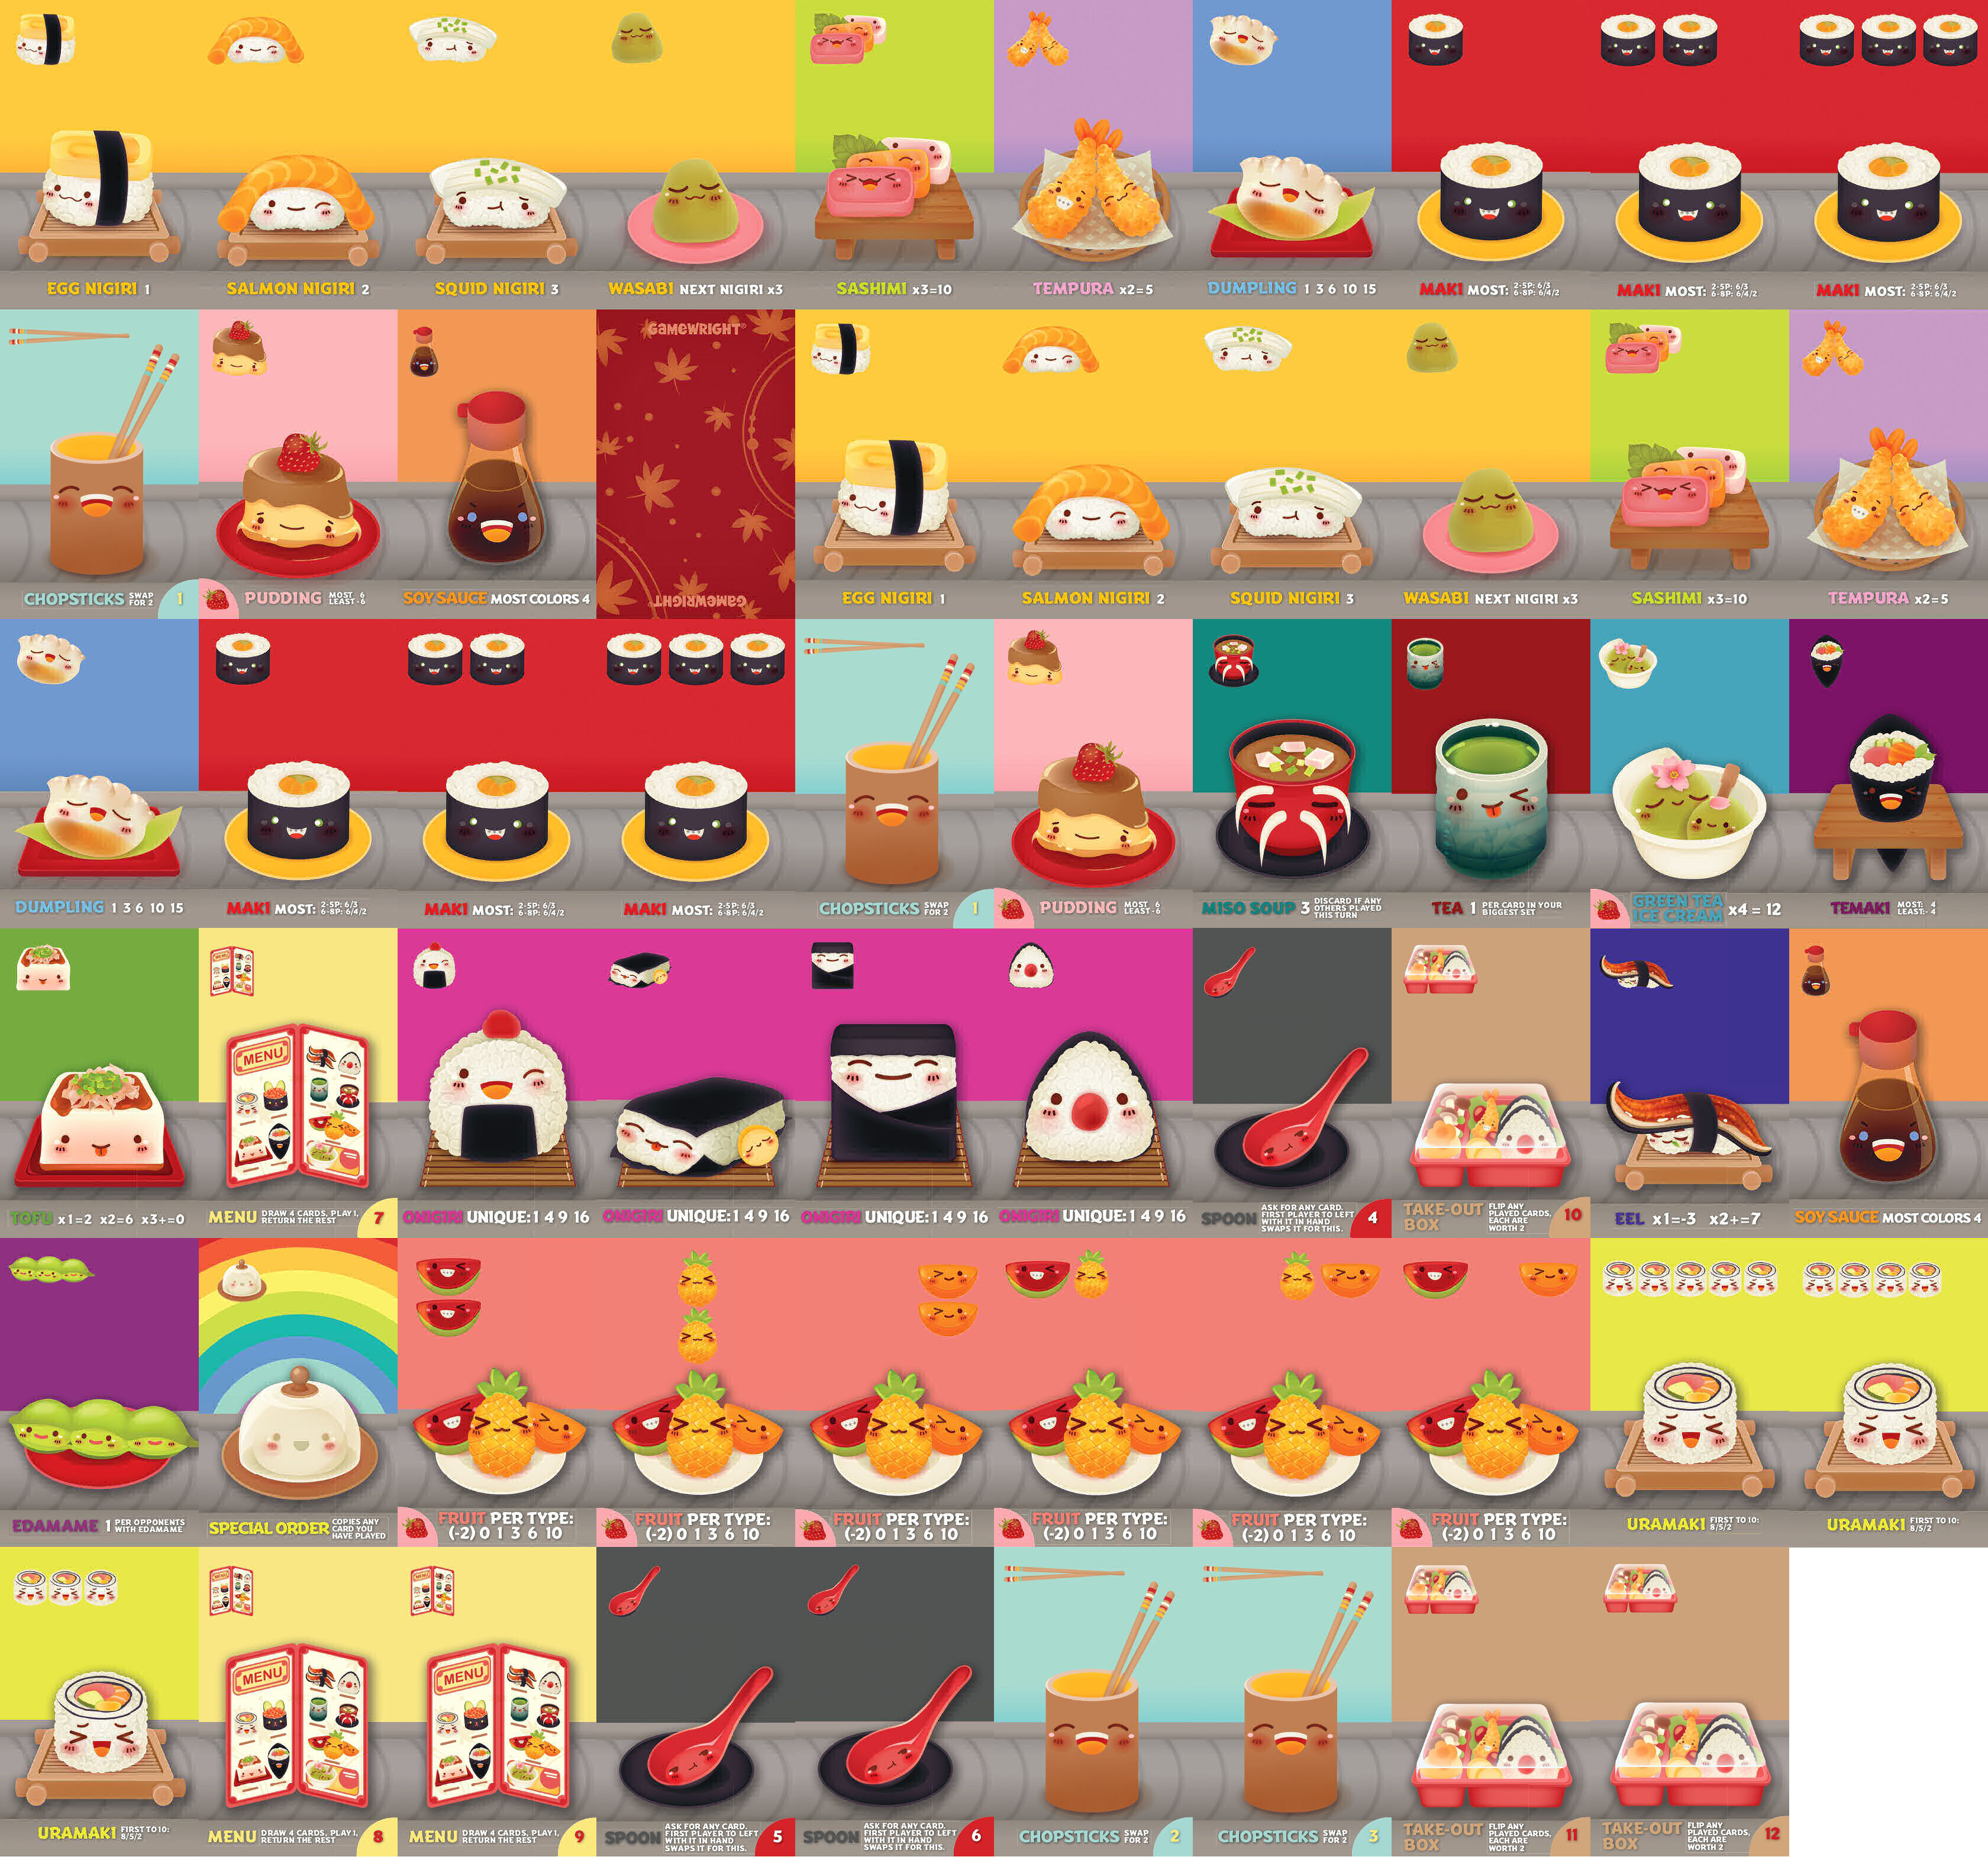 EGG NIGIRI 1
SALMON NIGIRI 2
SQUID NIGIRI 3
WASABI NEXT NIGIRI x3
SASHIMI x3=10
TEMPURA x2=5
DUMPLING 1 3 6 10 15
MAKI MOST: 2-5P: 6/3
6-8P: 6/4/2
MAKI MOST: 2-5P: 6/3
6-8P: 6/4/2
MAKI MOST: 2-5P: 6/3
6-8P: 6/4/2
CHOPSTICKS SWAP
FOR 2
1
PUDDING MOST 6
LEAST -6
SOY SAUCE MOST COLORS 4
GAMEWRIGHT®
GAMEWRIGHT
EGG NIGIRI 1
SALMON NIGIRI 2
SQUID NIGIRI 3
WASABI NEXT NIGIRI x3
SASHIMI x3=10
TEMPURA x2=5
DUMPLING 1 3 6 10 15
MAKI MOST: 2-5P: 6/3
6-8P: 6/4/2
MAKI MOST: 2-5P: 6/3
6-8P: 6/4/2
MAKI MOST: 2-5P: 6/3
6-8P: 6/4/2
CHOPSTICKS SWAP
FOR 2
1
PUDDING MOST 6
LEAST -6
MISO SOUP 3 DISCARD IF ANY
OTHERS PLAYED
THIS TURN
TEA 1 PER CARD IN YOUR
BIGGEST SET
GREEN TEA
ICE CREAM x4 = 12
TEMAKI MOST: 4
LEAST: -4
MENU
TOFU x1=2 x2=6 x3+=0
MENU DRAW 4 CARDS, PLAY 1,
RETURN THE REST
7
ONIGIRI UNIQUE: 1 4 9 16
ONIGIRI UNIQUE: 1 4 9 16
ONIGIRI UNIQUE: 1 4 9 16
ONIGIRI UNIQUE: 1 4 9 16
SPOON ASK FOR ANY CARD.
FIRST PLAYER TO LEFT
WITH IT IN HAND
SWAPS IT FOR THIS.
4
TAKE-OUT
BOX FLIP ANY
PLAYED CARDS,
EACH ARE
WORTH 2
10
EEL x1=-3 x2+=7
SOY SAUCE MOST COLORS 4
EDAMAME 1 PER OPPONENTS
WITH EDAMAME
SPECIAL ORDER COPIES ANY
CARD YOU
HAVE PLAYED
FRUIT PER TYPE:
(-2) 0 1 3 6 10
FRUIT PER TYPE:
(-2) 0 1 3 6 10
FRUIT PER TYPE:
(-2) 0 1 3 6 10
FRUIT PER TYPE:
(-2) 0 1 3 6 10
FRUIT PER TYPE:
(-2) 0 1 3 6 10
FRUIT PER TYPE:
(-2) 0 1 3 6 10
URAMAKI FIRST TO 10:
8/5/2
URAMAKI FIRST TO 10:
8/5/2
MENU
MENU
URAMAKI FIRST TO 10:
8/5/2
MENU DRAW 4 CARDS, PLAY 1,
RETURN THE REST
8
MENU DRAW 4 CARDS, PLAY 1,
RETURN THE REST
9
SPOON ASK FOR ANY CARD.
FIRST PLAYER TO LEFT
WITH IT IN HAND
SWAPS IT FOR THIS.
5
SPOON ASK FOR ANY CARD.
FIRST PLAYER TO LEFT
WITH IT IN HAND
SWAPS IT FOR THIS.
6
CHOPSTICKS SWAP
FOR 2
2
CHOPSTICKS SWAP
FOR 2
3
TAKE-OUT
BOX FLIP ANY
PLAYED CARDS,
EACH ARE
WORTH 2
11
TAKE-OUT
BOX FLIP ANY
PLAYED CARDS,
EACH ARE
WORTH 2
12